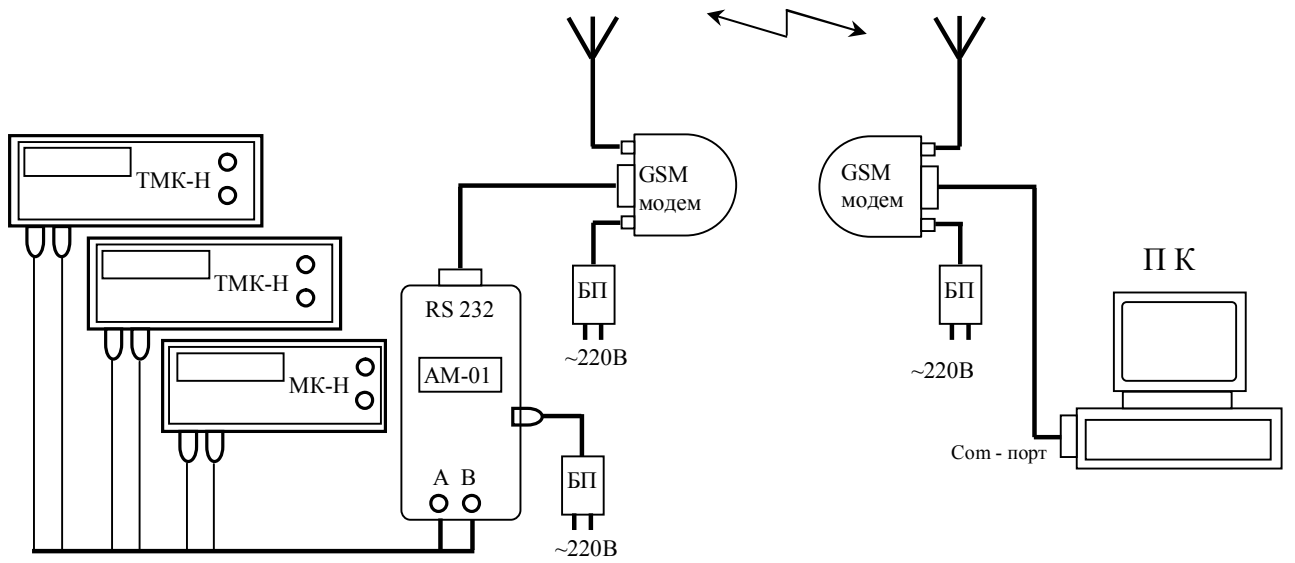 ТМК-Н
ТМК-Н
МК-Н
RS 232
АМ-01
А В
БП
~220В
GSM
модем
БП
~220В
GSM
модем
БП
~220В
П К
Com - порт